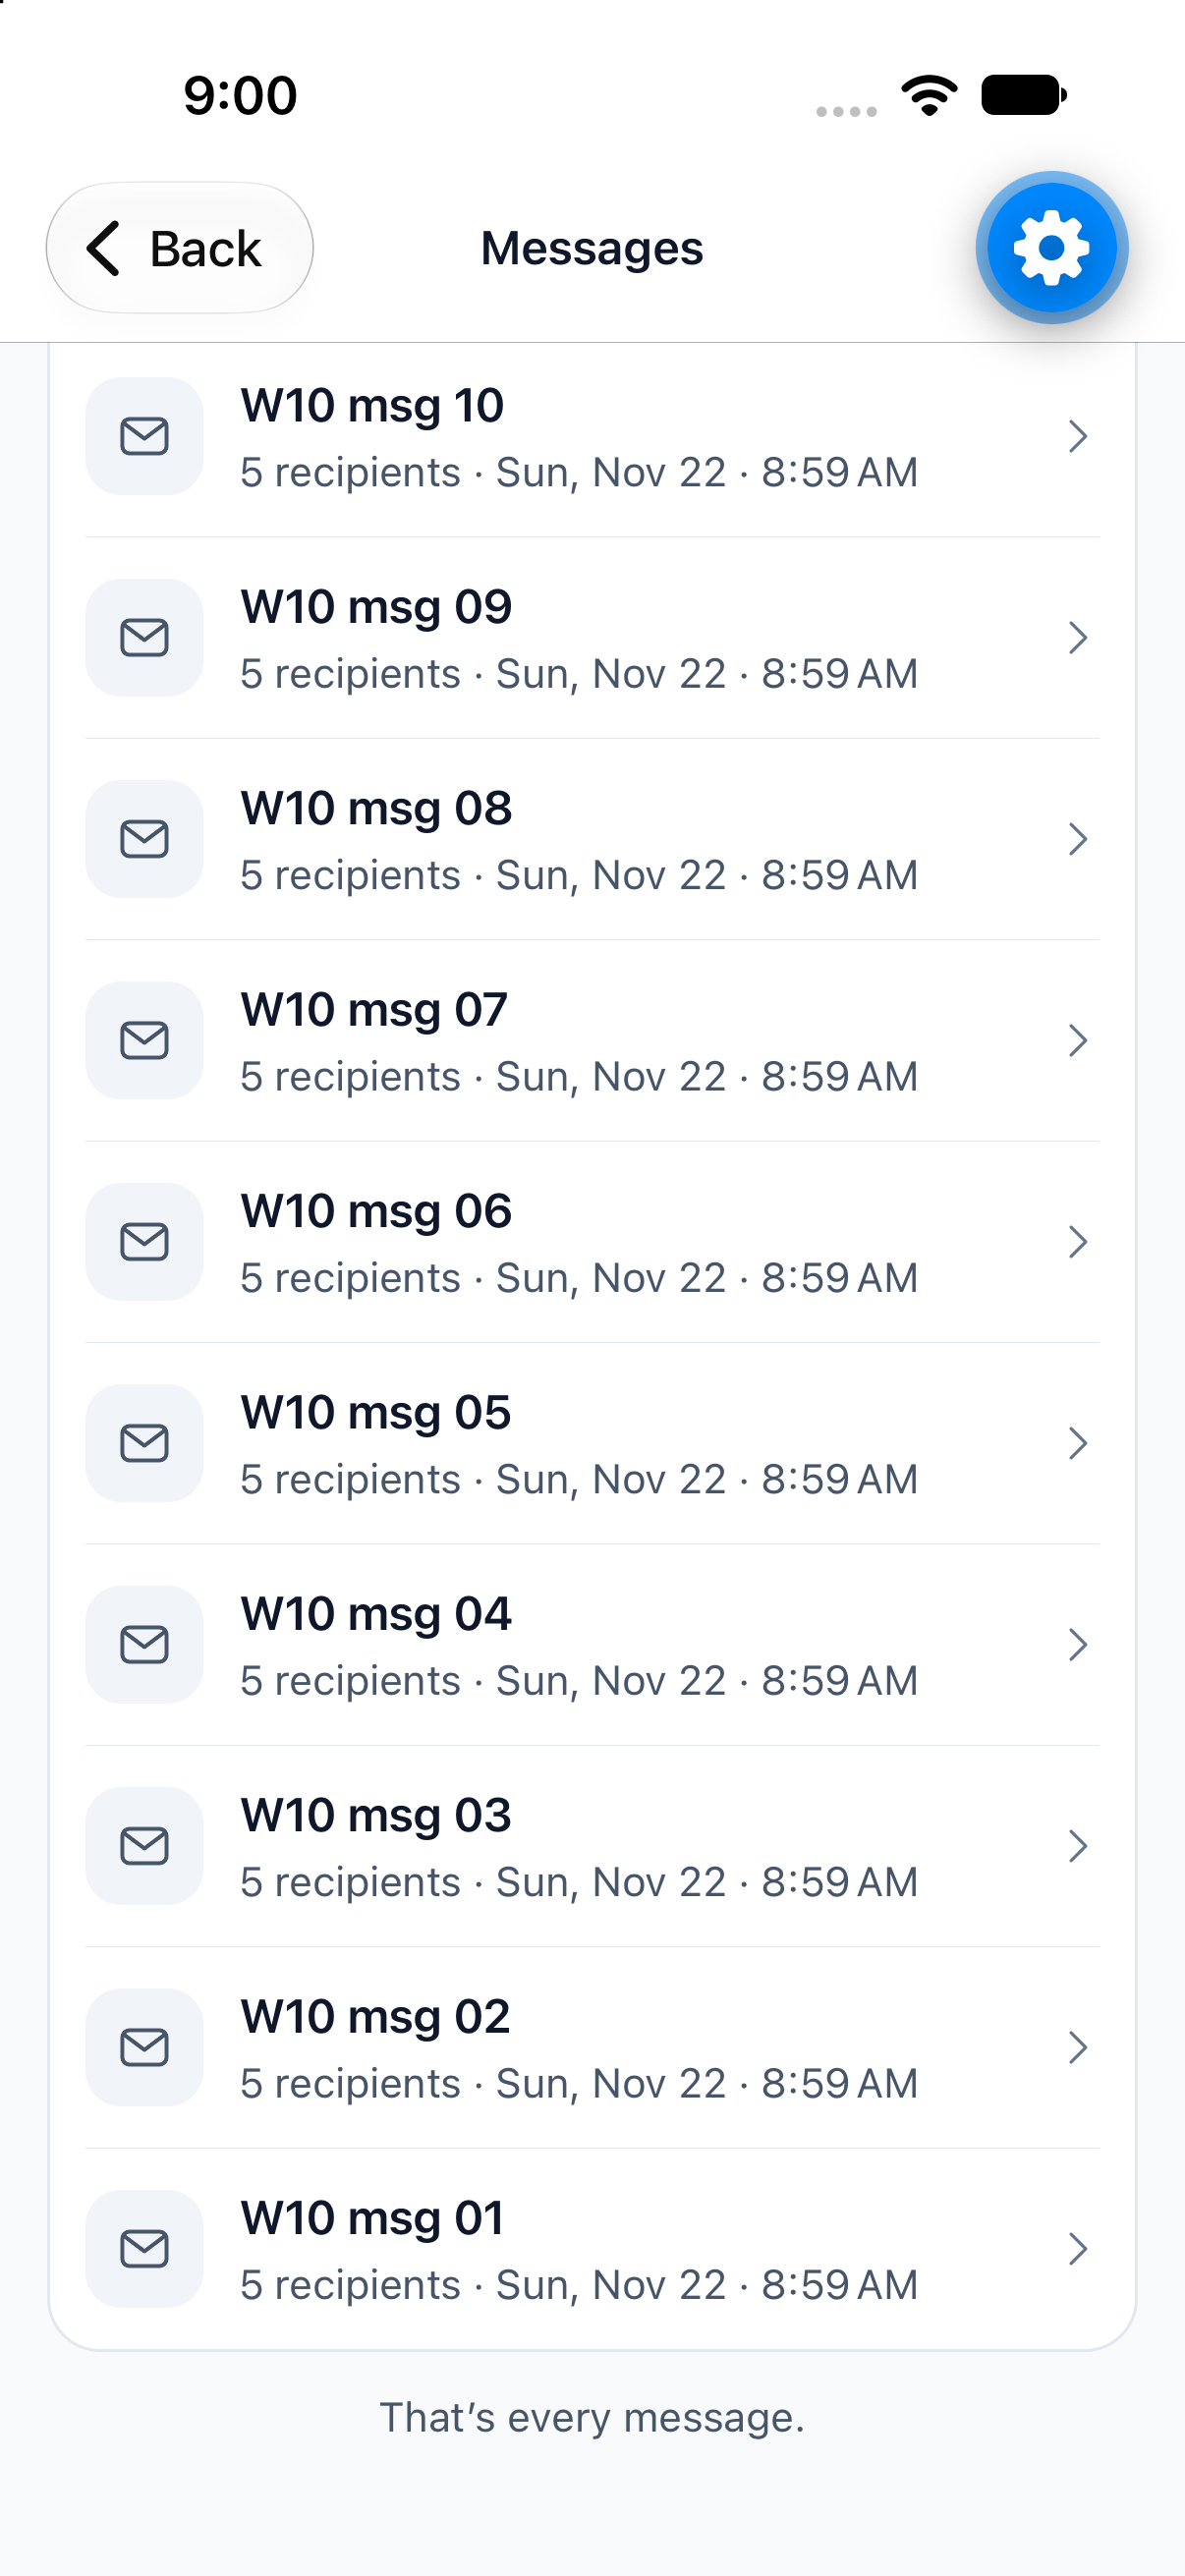 9:00
Back
Messages
W10 msg 10
5 recipients · Sun, Nov 22 · 8:59 AM
W10 msg 09
5 recipients · Sun, Nov 22 · 8:59 AM
W10 msg 08
5 recipients · Sun, Nov 22 · 8:59 AM
W10 msg 07
5 recipients · Sun, Nov 22 · 8:59 AM
W10 msg 06
5 recipients · Sun, Nov 22 · 8:59 AM
W10 msg 05
5 recipients · Sun, Nov 22 · 8:59 AM
W10 msg 04
5 recipients · Sun, Nov 22 · 8:59 AM
W10 msg 03
5 recipients · Sun, Nov 22 · 8:59 AM
W10 msg 02
5 recipients · Sun, Nov 22 · 8:59 AM
W10 msg 01
5 recipients · Sun, Nov 22 · 8:59 AM
That’s every message.